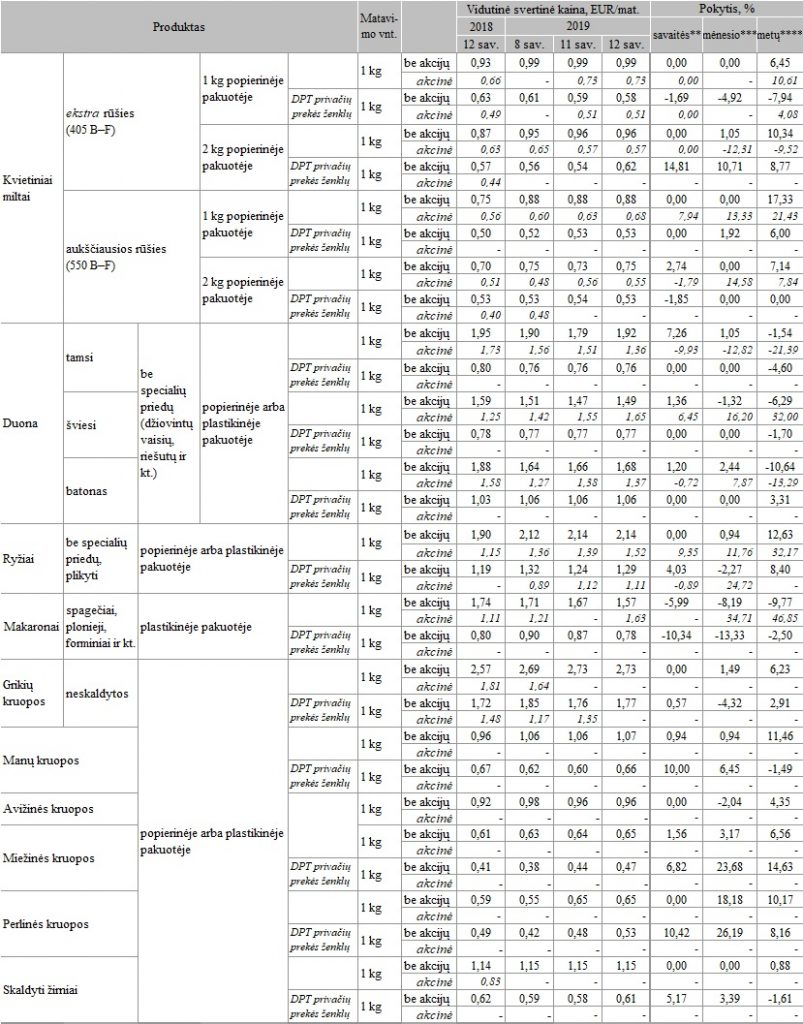 Produktas Matavi- Vidutinė svertinė kaina, EUR/mat. Pokytis, %
mo vnt. 2018 2019 savaitės** mėnesio*** metų****
12 sav. 8 sav. 11 sav. 12 sav.
Kvietiniai miltai ekstra rūšies (405 B–F) 1 kg popierinėje pakuotėje 1 kg be akcijų 0,93 0,99 0,99 0,99 0,00 0,00 6,45
akcinė 0,66 - 0,73 0,73 0,00 - 10,61
DPT privačių prekės ženklų 1 kg be akcijų 0,63 0,61 0,59 0,58 -1,69 -4,92 -7,94
akcinė 0,49 - 0,51 0,51 0,00 - 4,08
2 kg popierinėje pakuotėje 1 kg be akcijų 0,87 0,95 0,96 0,96 0,00 1,05 10,34
akcinė 0,63 0,65 0,57 0,57 0,00 -12,31 -9,52
DPT privačių prekės ženklų 1 kg be akcijų 0,57 0,56 0,54 0,62 14,81 10,71 8,77
akcinė 0,44 - - - - - -
aukščiausios rūšies (550 B–F) 1 kg popierinėje pakuotėje 1 kg be akcijų 0,75 0,88 0,88 0,88 0,00 0,00 17,33
akcinė 0,56 0,60 0,63 0,68 7,94 13,33 21,43
DPT privačių prekės ženklų 1 kg be akcijų 0,50 0,52 0,53 0,53 0,00 1,92 6,00
akcinė - - - - - - -
2 kg popierinėje pakuotėje 1 kg be akcijų 0,70 0,75 0,73 0,75 2,74 0,00 7,14
akcinė 0,51 0,48 0,56 0,55 -1,79 14,58 7,84
DPT privačių prekės ženklų 1 kg be akcijų 0,53 0,53 0,54 0,53 -1,85 0,00 0,00
akcinė 0,40 0,48 - - - - -
Duona tamsi be specialių priedų (džiovintų vaisių, riešutų ir kt.) popierinėje arba plastikinėje pakuotėje 1 kg be akcijų 1,95 1,90 1,79 1,92 7,26 1,05 -1,54
akcinė 1,73 1,56 1,51 1,36 -9,93 -12,82 -21,39
DPT privačių prekės ženklų 1 kg be akcijų 0,80 0,76 0,76 0,76 0,00 0,00 -4,60
akcinė - - - - - - -
šviesi 1 kg be akcijų 1,59 1,51 1,47 1,49 1,36 -1,32 -6,29
akcinė 1,25 1,42 1,55 1,65 6,45 16,20 32,00
DPT privačių prekės ženklų 1 kg be akcijų 0,78 0,77 0,77 0,77 0,00 0,00 -1,70
akcinė - - - - - - -
batonas 1 kg be akcijų 1,88 1,64 1,66 1,68 1,20 2,44 -10,64
akcinė 1,58 1,27 1,38 1,37 -0,72 7,87 -13,29
DPT privačių prekės ženklų 1 kg be akcijų 1,03 1,06 1,06 1,06 0,00 0,00 3,31
akcinė - - - - - - -
Ryžiai be specialių priedų, plikyti popierinėje arba plastikinėje pakuotėje 1 kg be akcijų 1,90 2,12 2,14 2,14 0,00 0,94 12,63
akcinė 1,15 1,36 1,39 1,52 9,35 11,76 32,17
DPT privačių prekės ženklų 1 kg be akcijų 1,19 1,32 1,24 1,29 4,03 -2,27 8,40
akcinė - 0,89 1,12 1,11 -0,89 24,72 -
Makaronai spagečiai, plonieji, forminiai ir kt. plastikinėje pakuotėje 1 kg be akcijų 1,74 1,71 1,67 1,57 -5,99 -8,19 -9,77
akcinė 1,11 1,21 - 1,63 - 34,71 46,85
DPT privačių prekės ženklų 1 kg be akcijų 0,80 0,90 0,87 0,78 -10,34 -13,33 -2,50
akcinė - - - - - - -
Grikių kruopos neskaldytos popierinėje arba plastikinėje pakuotėje 1 kg be akcijų 2,57 2,69 2,73 2,73 0,00 1,49 6,23
akcinė 1,81 1,64 - - - - -
DPT privačių prekės ženklų 1 kg be akcijų 1,72 1,85 1,76 1,77 0,57 -4,32 2,91
akcinė 1,48 1,17 1,35 - - - -
Manų kruopos 1 kg be akcijų 0,96 1,06 1,06 1,07 0,94 0,94 11,46
akcinė - - - - - - -
DPT privačių prekės ženklų 1 kg be akcijų 0,67 0,62 0,60 0,66 10,00 6,45 -1,49
akcinė - - - - - - -
Avižinės kruopos 1 kg be akcijų 0,92 0,98 0,96 0,96 0,00 -2,04 4,35
akcinė - - - - - - -
Miežinės kruopos 1 kg be akcijų 0,61 0,63 0,64 0,65 1,56 3,17 6,56
akcinė - - - - - - -
DPT privačių prekės ženklų 1 kg be akcijų 0,41 0,38 0,44 0,47 6,82 23,68 14,63
akcinė - - - - - - -
Perlinės kruopos 1 kg be akcijų 0,59 0,55 0,65 0,65 0,00 18,18 10,17
akcinė - - - - - - -
DPT privačių prekės ženklų 1 kg be akcijų 0,49 0,42 0,48 0,53 10,42 26,19 8,16
akcinė - - - - - - -
Skaldyti žirniai 1 kg be akcijų 1,14 1,15 1,15 1,15 0,00 0,00 0,88
akcinė 0,83 - - - - - -
DPT privačių prekės ženklų 1 kg be akcijų 0,62 0,59 0,58 0,61 5,17 3,39 -1,61
akcinė - - - - - - -